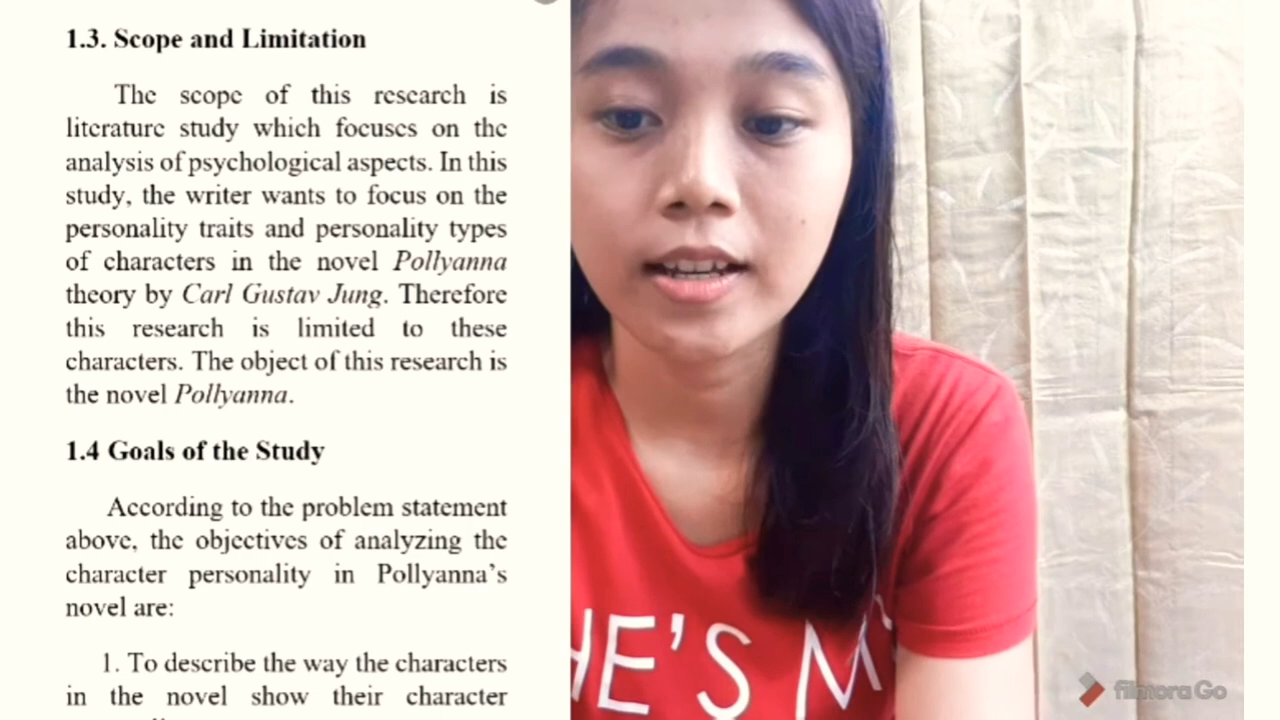 1.3. Scope and Limitation
The scope of this research is
literature study which focuses on the
analysis of psychological aspects. In this
study, the writer wants to focus on the
personality traits and personality types
of characters in the novel Pollyanna
theory by Carl Gustav Jung. Therefore
this research is limited to these
characters. The object of this research is
the novel Pollyanna.
1.4 Goals of the Study
According to the problem statement
above, the objectives of analyzing the
character personality in Pollyanna's
novel are:
1. To describe the way the characters
in the novel show their character
HE'S M
filmora Go